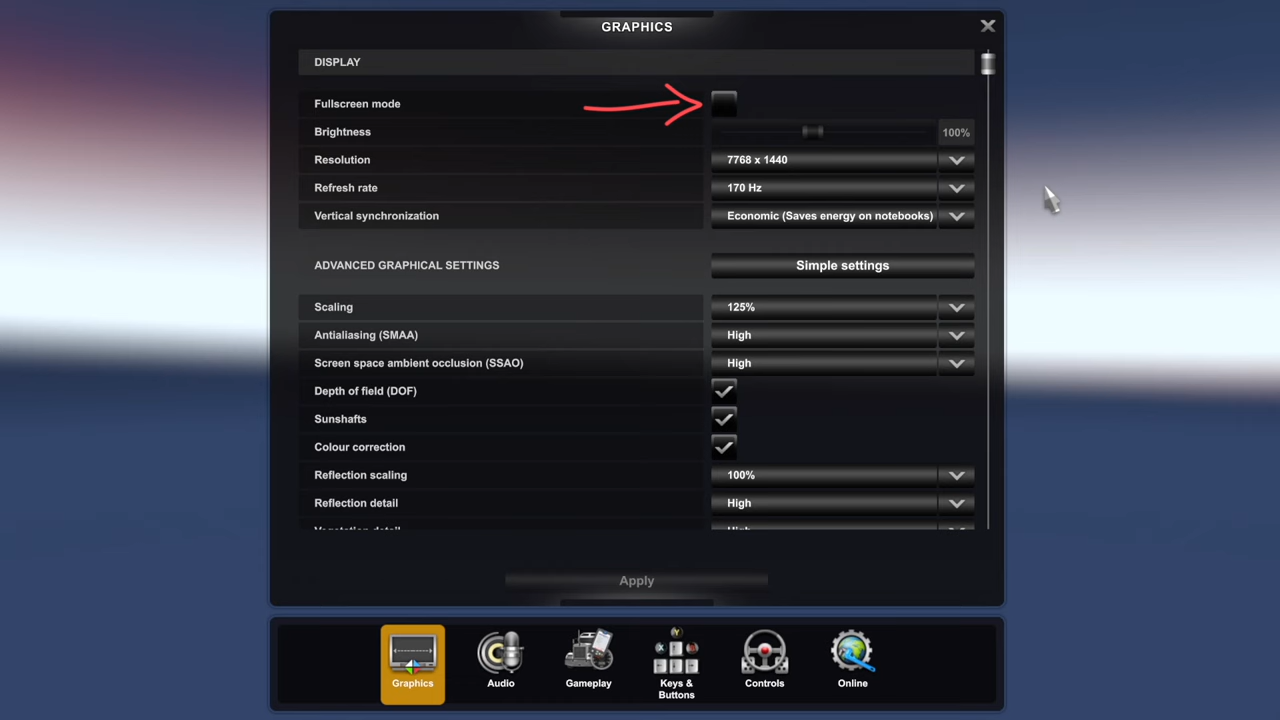 GRAPHICS
DISPLAY
Fullscreen mode
Brightness 100%
Resolution 7768 x 1440
Refresh rate 170 Hz
Vertical synchronization Economic (Saves energy on notebooks)
ADVANCED GRAPHICAL SETTINGS Simple settings
Scaling 125%
Antialiasing (SMAA) High
Screen space ambient occlusion (SSAO) High
Depth of field (DOF)
Sunshafts
Colour correction
Reflection scaling 100%
Reflection detail High
Vegetation detail High
Apply
Graphics Audio Gameplay Keys & Buttons Controls Online